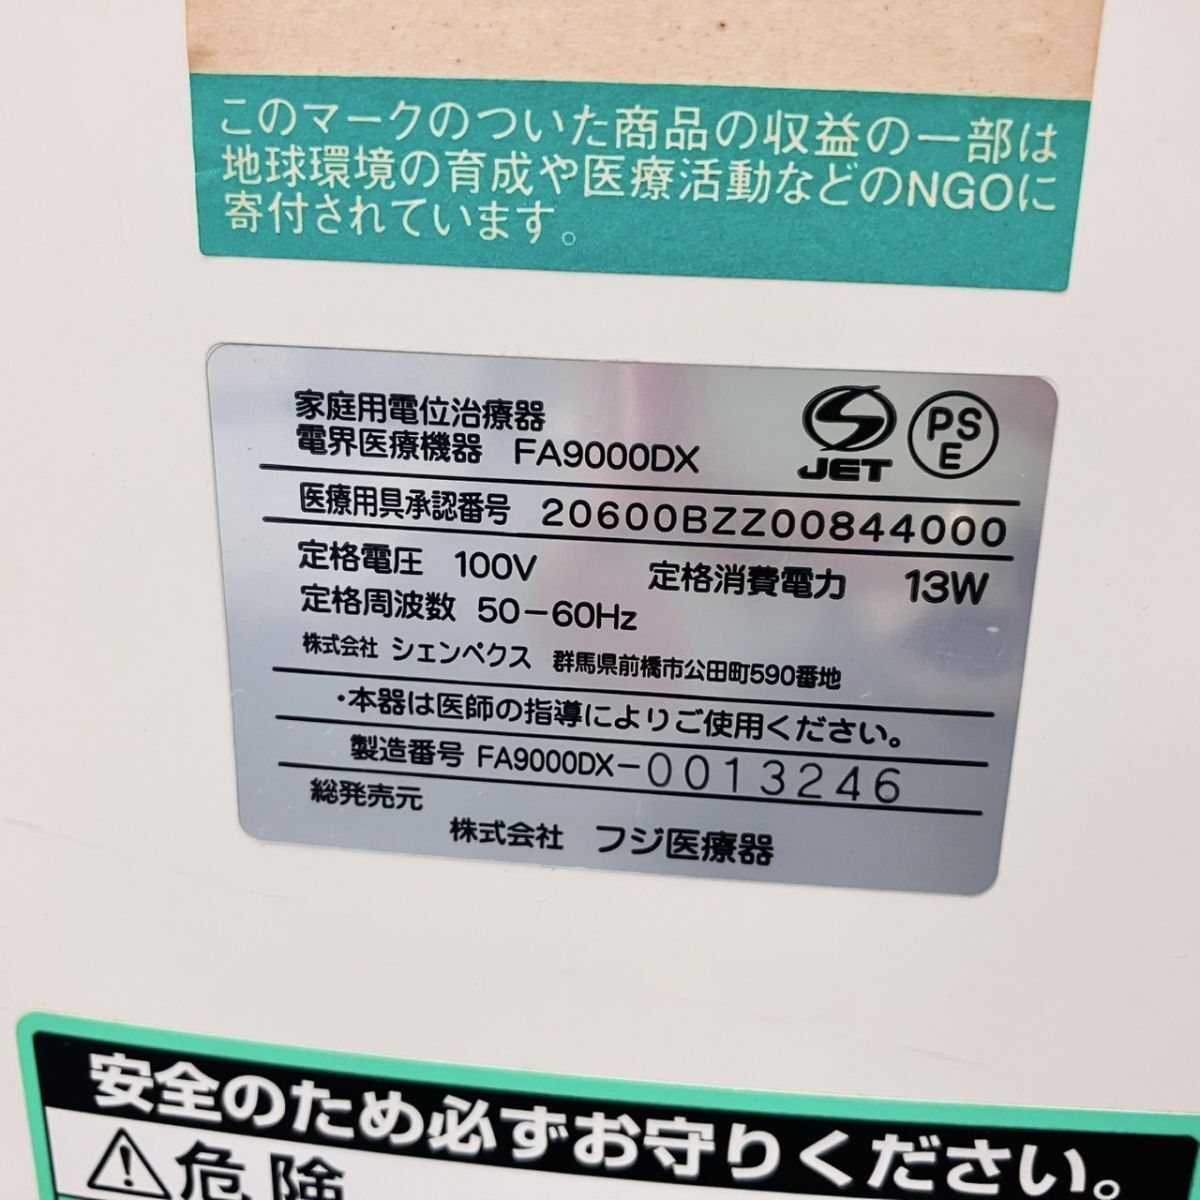 このマークのついた商品の収益の一部は
地球環境の育成や医療活動などのNGOに
寄付されています。
家庭用電位治療器
電界医療機器 FA9000DX
JET
PSE
医療用具承認番号 20600BZZ00844000
定格電圧 100V 定格消費電力 13W
定格周波数 50-60Hz
株式会社 シェンペクス 群馬県前橋市公田町590番地
・本器は医師の指導によりご使用ください。
製造番号 FA9000DX-0013246
総発売元
株式会社 フジ医療器
安全のため必ずお守りください。
危険